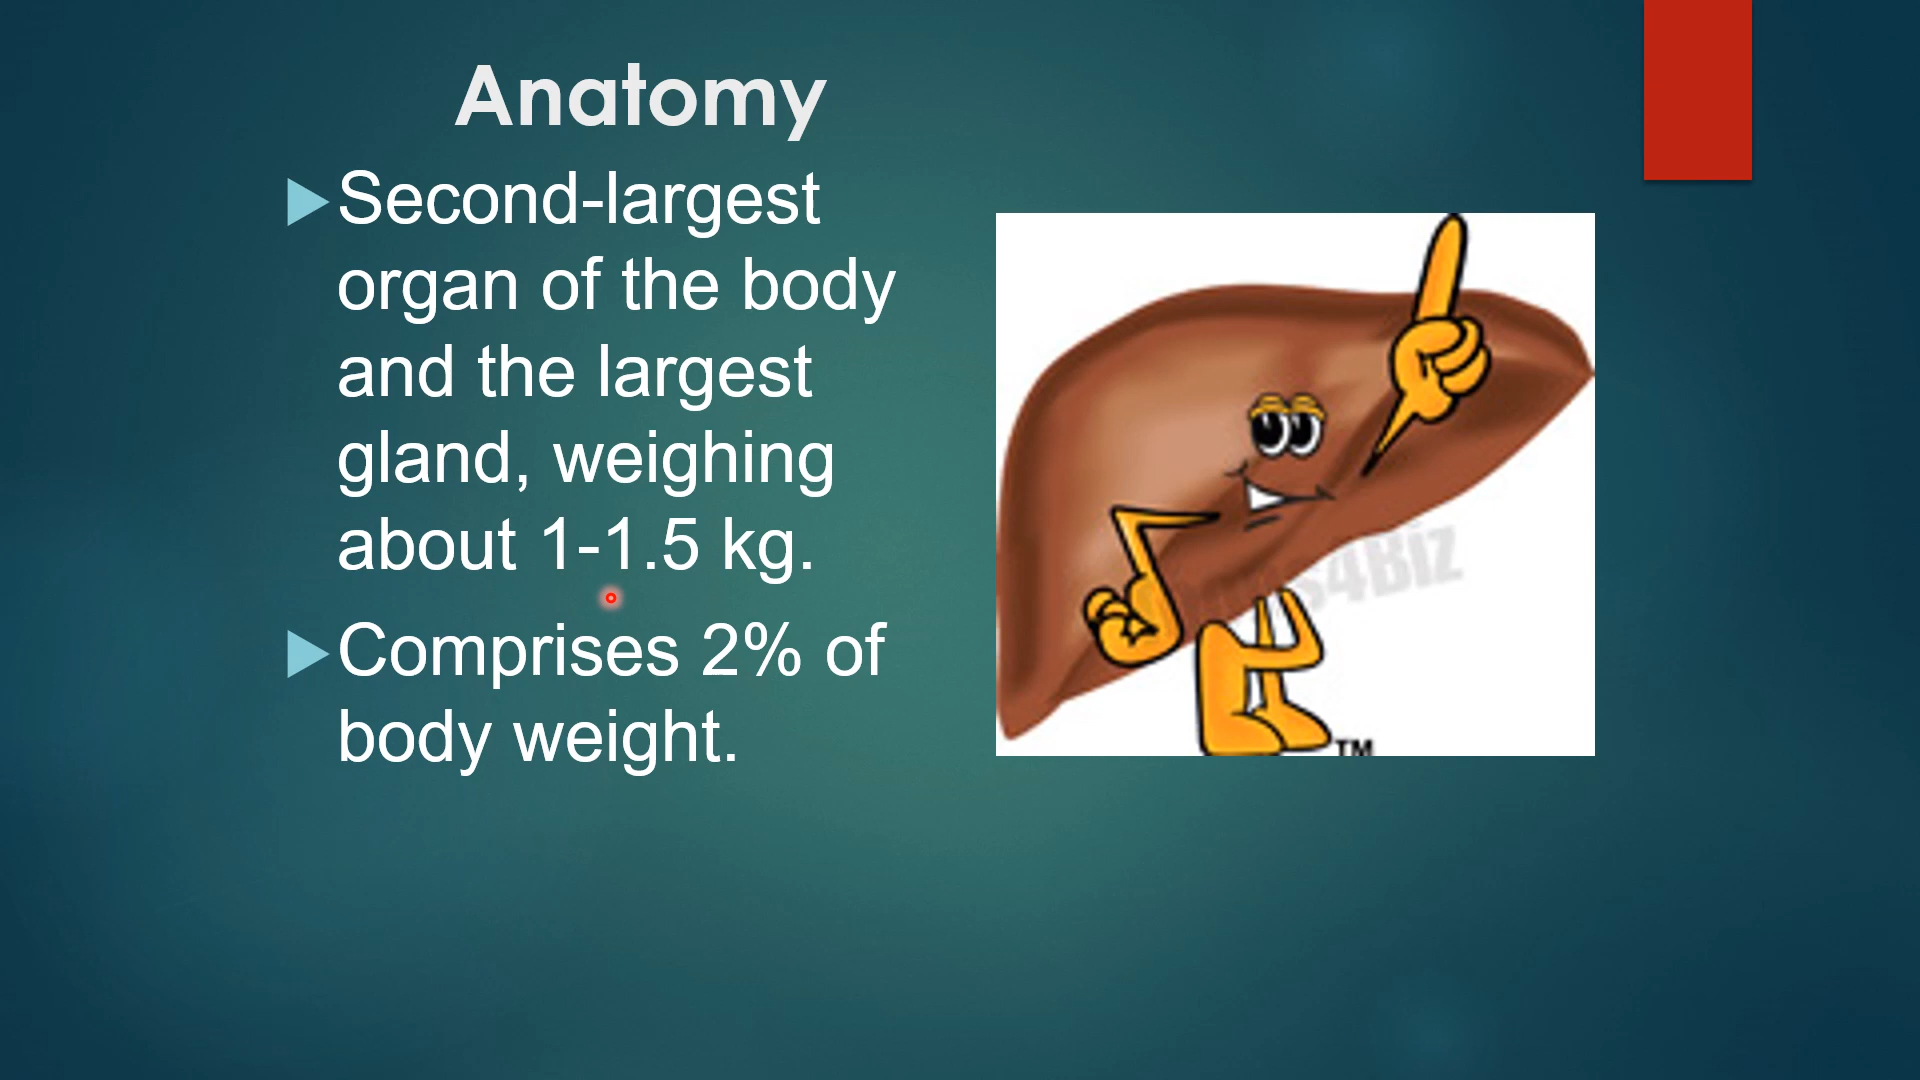 Anatomy
Second-largest
organ of the body
and the largest
gland, weighing
about 1-1.5 kg.
Comprises 2% of
body weight.
s4Biz
TM